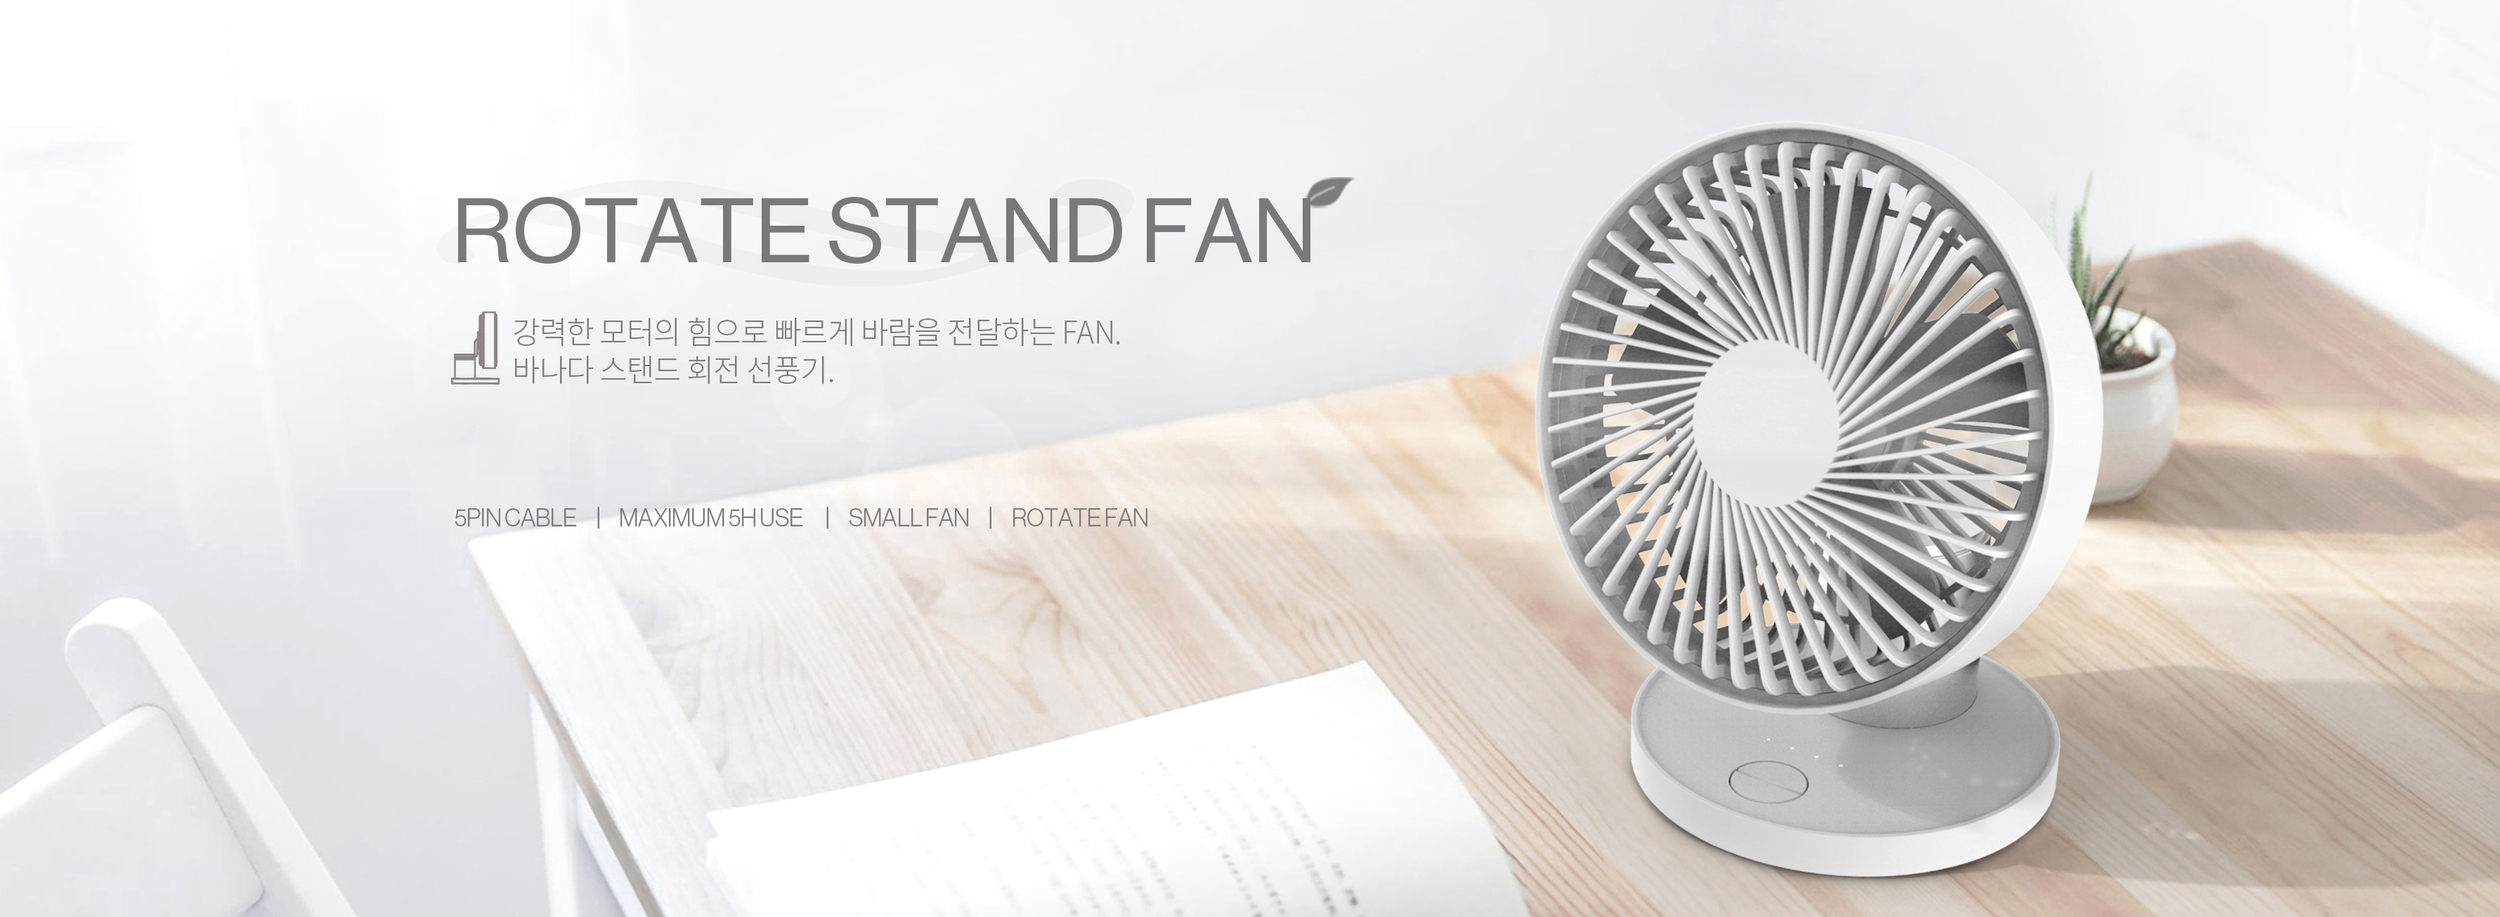 ROTATE STAND FAN
강력한 모터의 힘으로 빠르게 바람을 전달하는 FAN.
바나다 스탠드 회전 선풍기.
5PIN CABLE | MAXIMUM 5H USE | SMALL FAN | ROTATE FAN